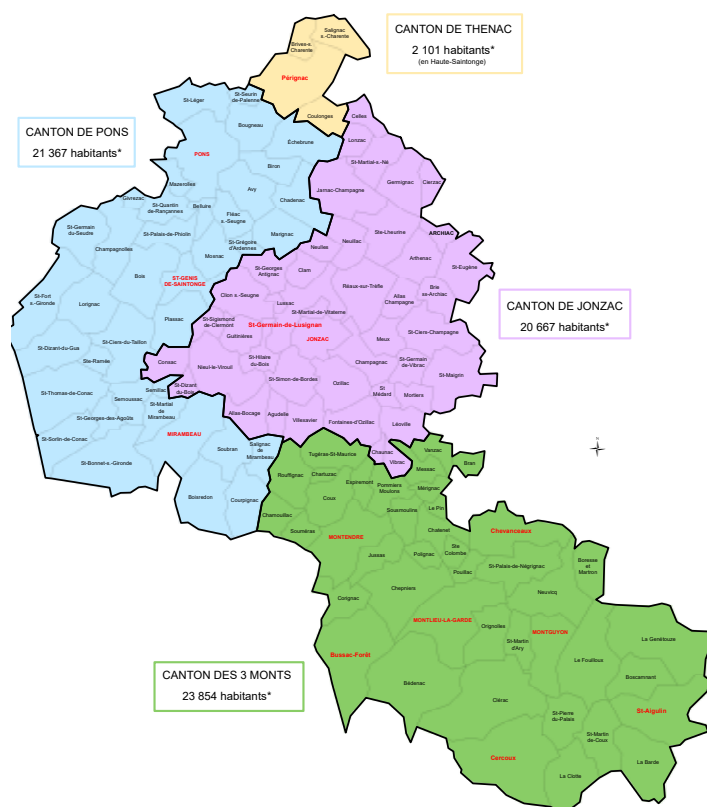 CANTON DE THENAC
2 101 habitants*
(en Haute-Saintonge)
CANTON DE PONS
21 367 habitants*
CANTON DE JONZAC
20 667 habitants*
CANTON DES 3 MONTS
23 854 habitants*
Salignac
s.-Charente
Brives-s.
Charente
Pérignac
Coulonges
St-Léger
St-Seurin
de-Palenne
Bougneau
Échebrune
PONS
Biron
Mazerolles
Avy
Givrezac
St-Quartin
de-Rançannes
Belluire
Chadenac
Fléac
s.-Seugne
St-Germain
du-Seudre
St-Palais-de-Phiolin
Marignac
St-Grégoire
d'Ardennes
Champagnolles
Mosnac
Bois
ST-GENIS
DE-SAINTONGE
St-Fort
s.-Gironde
Lorignac
Plassac
St-Dizant-du-Gua
St-Ciers-du-Taillon
Ste-Ramée
St-Thomas-de-Conac
Semillac
Semoussac
St-Martial
de
Mirambeau
St-Georges-des-Agoûts
St-Sorlin-de-Conac
MIRAMBEAU
St-Bonnet-s.-Gironde
Soubran
Salignac
de
Mirambeau
Boisredon
Courpignac
Celles
Lonzac
St-Martial-s.-Né
Germignac
Cierzac
Jarnac-Champagne
Ste-Lheurine
ARCHIAC
Neulles
Neuillac
Arthenac
St-Eugène
St-Georges
Antignac
Clam
Réaux-sur-Trèfle
Brie
ss-Archiac
Allas
Champagne
Clion s.-Seugne
Lussac
St-Martial-de-Vitaterne
St-Sigismond
de-Clermont
St-Germain-de-Lusignan
Guitinières
JONZAC
St-Ciers-Champagne
Meux
Consac
Nieul-le-Virouil
St-Hilaire
du-Bois
Champagnac
St-Germain
de-Vibrac
St-Maigrin
St-Dizant
du-Bois
St-Simon-de-Bordes
Ozillac
St
Médard
Mortiers
Allas-Bocage
Agudelle
Villexavier
Fontaines-d'Ozillac
Léoville
Chaunac
Vibrac
Tugéras-St-Maurice
Vanzac
Bran
Rouffignac
Chartuzac
Messac
Expiremont
Pommiers
Moulons
Mérignac
Coux
Chamouillac
Sousmoulins
Le Pin
Souméras
MONTENDRE
Chatenet
Chevanceaux
Jussas
Polignac
Ste
Colombe
Pouillac
St-Palais-de-Négrignac
Boresse
et
Martron
Corignac
Chepniers
Neuvicq
MONTLIEU-LA-GARDE
Orignolles
MONTGUYON
St-Martin
d'Ary
La Genétouze
Bussac-Forêt
Le Fouilloux
Boscamnant
Bédenac
Clérac
St-Pierre
du-Palais
St-Aigulin
St-Martin
de-Coux
Cercoux
La Barde
La Clotte
N